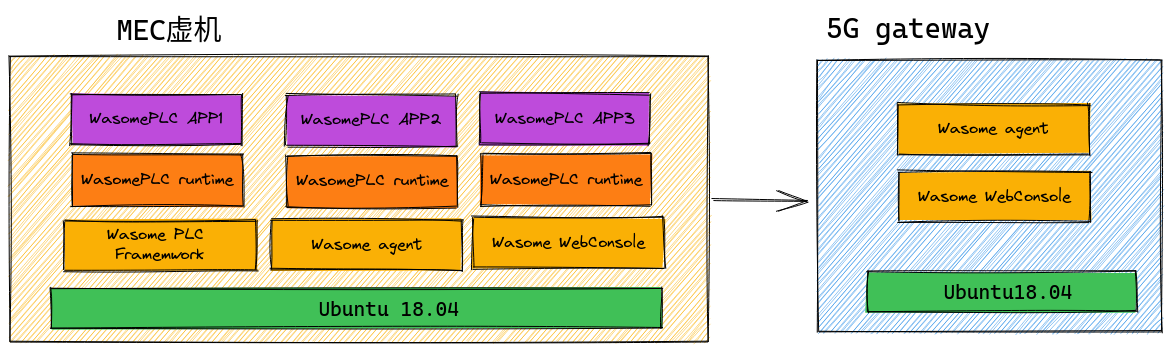 MEC虚机
5G gateway
WasomePLC APP1
WasomePLC APP2
WasomePLC APP3
WasomePLC runtime
WasomePLC runtime
WasomePLC runtime
Wasome PLC
Framemwork
Wasome agent
Wasome WebConsole
Ubuntu 18.04
Wasome agent
Wasome WebConsole
Ubuntu18.04